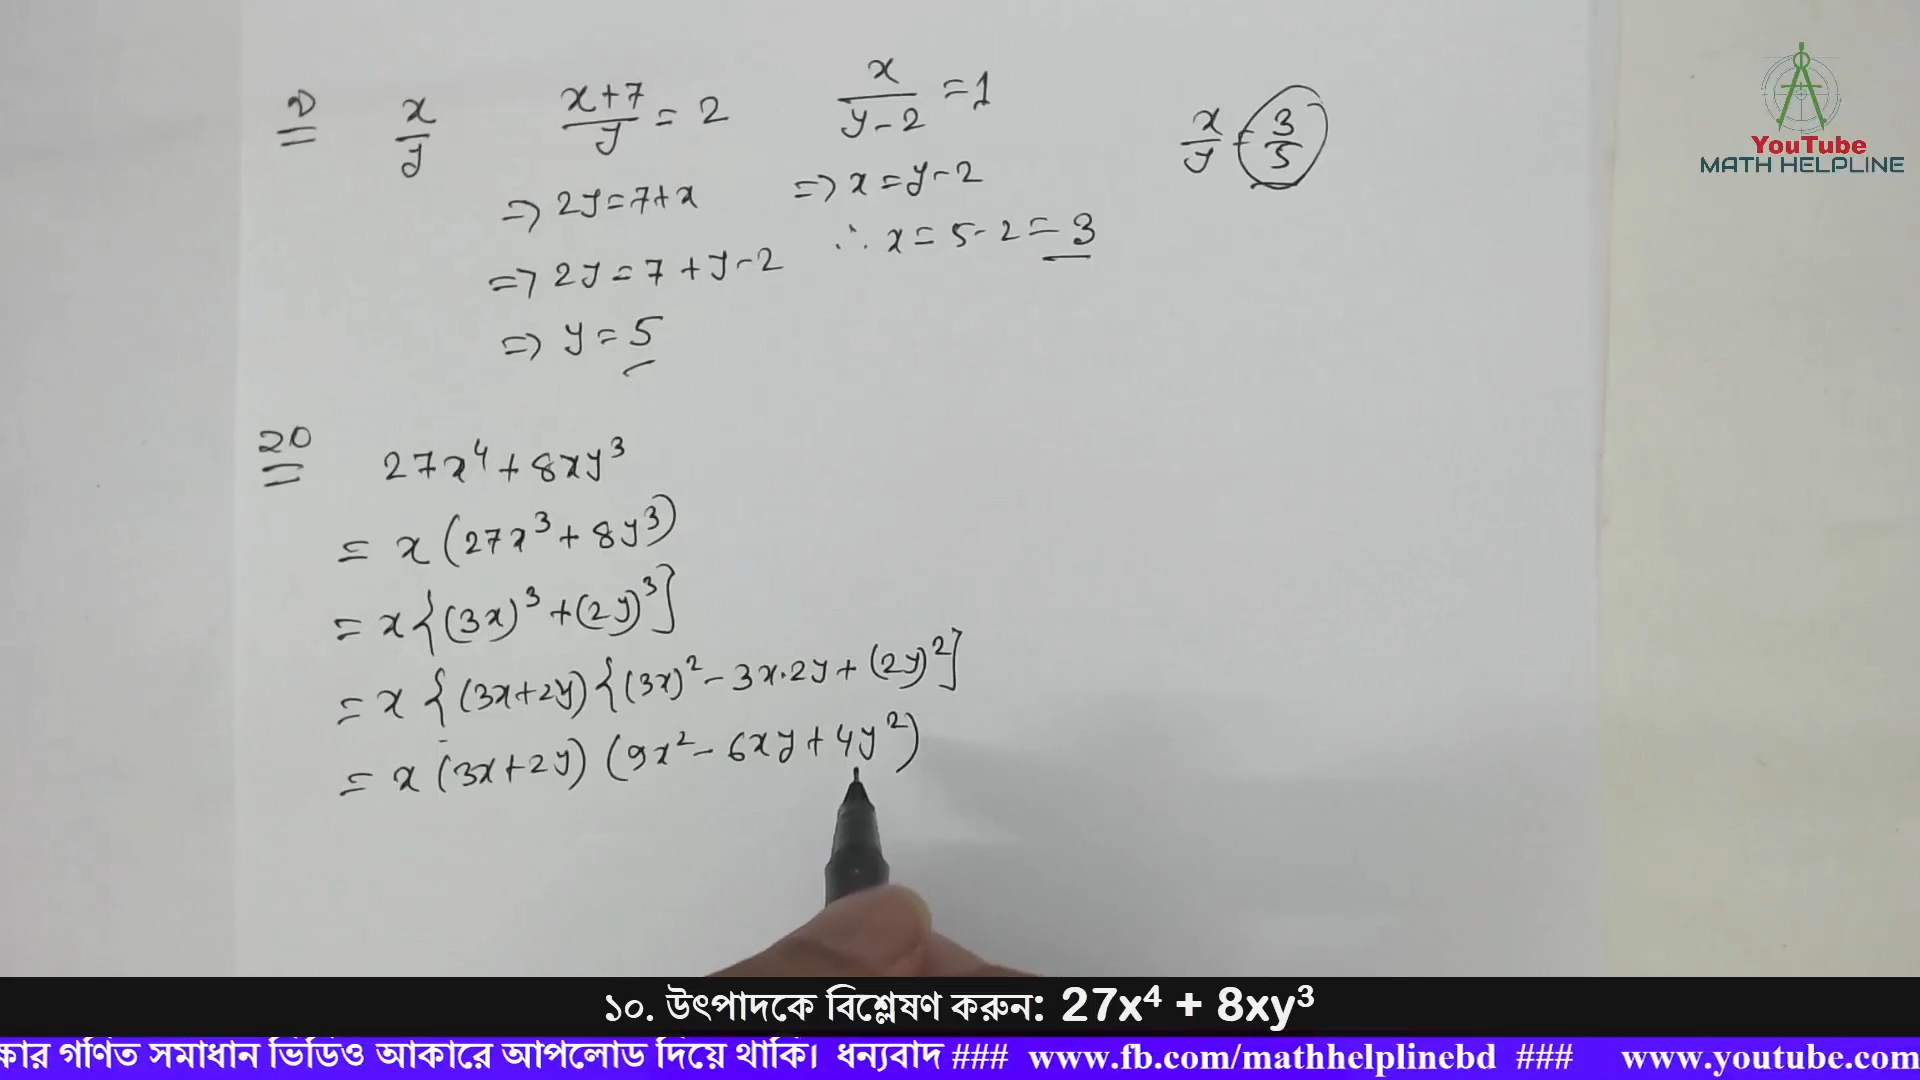 ৯ x/y (x+7)/y = 2 x/(y-2) = 1 x/y = 3/5
=> 2y = 7+x => x = y-2
=> 2y = 7+y-2 ∴ x = 5-2 = 3
=> y = 5
20 27x⁴ + 8xy³
= x (27x³ + 8y³)
= x{(3x)³ + (2y)³]
= x {(3x+2y){(3x)² - 3x.2y + (2y)²]
= x (3x+2y) (9x² - 6xy + 4y²)
YouTube
MATH HELPLINE
১০. উৎপাদকে বিশ্লেষণ করুন: 27x⁴ + 8xy³
ক্ষার গণিত সমাধান ভিডিও আকারে আপলোড দিয়ে থাকি। ধন্যবাদ ### www.fb.com/mathhelplinebd ### www.youtube.com